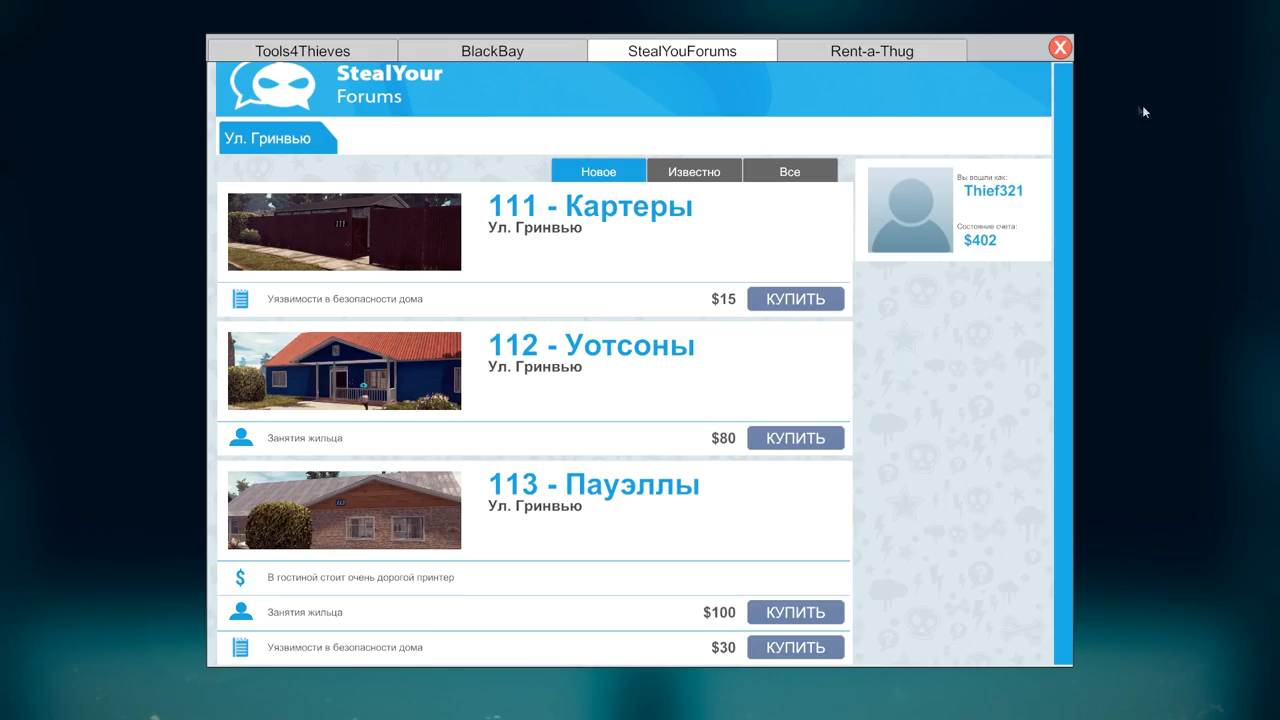 Tools4Thieves
BlackBay
StealYouForums
Rent-a-Thug
X
StealYour
Forums
Ул. Гринвью
Новое
Известно
Все
Вы вошли как:
Thief321
Состояние счета:
$402
111 - Картеры
Ул. Гринвью
111
Уязвимости в безопасности дома
$15
КУПИТЬ
112 - Уотсоны
Ул. Гринвью
Занятия жильца
$80
КУПИТЬ
113 - Пауэллы
Ул. Гринвью
113
$
В гостиной стоит очень дорогой принтер
Занятия жильца
$100
КУПИТЬ
Уязвимости в безопасности дома
$30
КУПИТЬ